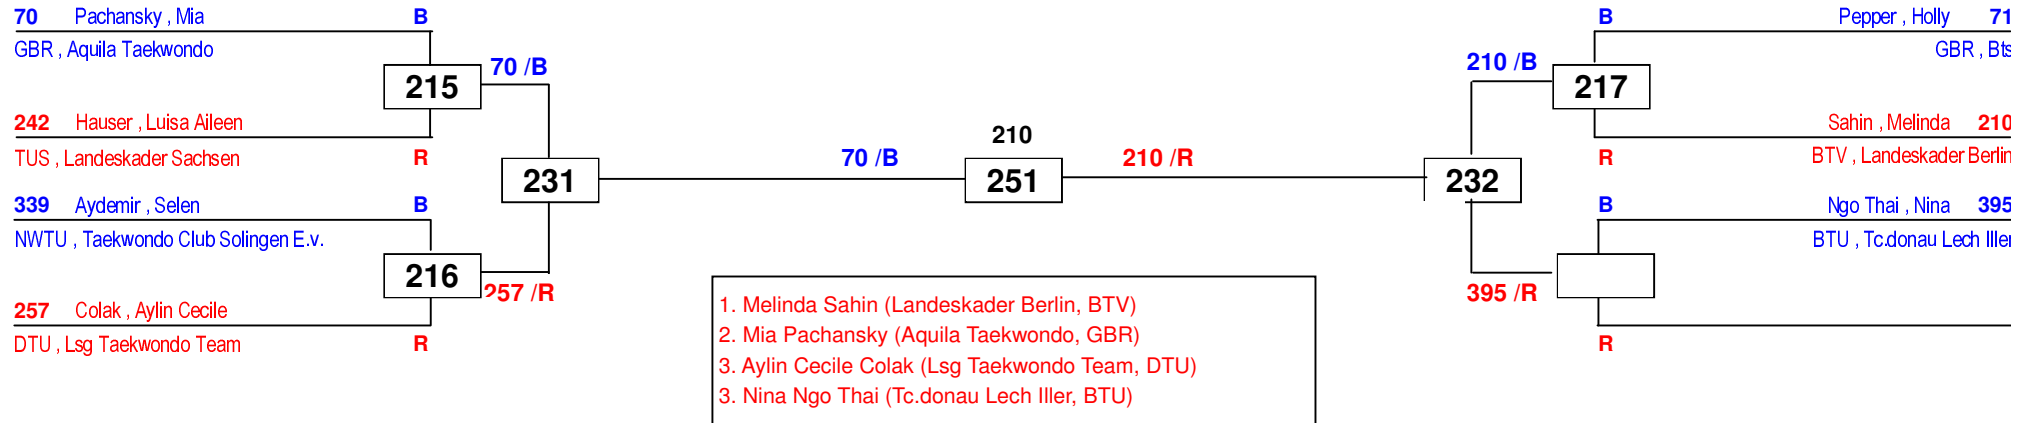 70 Pachansky , Mia B
GBR , Aquila Taekwondo
215
70 /B
242 Hauser , Luisa Aileen
TUS , Landeskader Sachsen R
231
339 Aydemir , Selen B
NWTU , Taekwondo Club Solingen E.v.
216
257 /R
257 Colak , Aylin Cecile
DTU , Lsg Taekwondo Team R
70 /B
210
251
210 /R
B Pepper , Holly 71
GBR , Bts
210 /B
217
Sahin , Melinda 210
R BTV , Landeskader Berlin
232
B Ngo Thai , Nina 395
BTU , Tc.donau Lech Iller
395 /R
R
1. Melinda Sahin (Landeskader Berlin, BTV)
2. Mia Pachansky (Aquila Taekwondo, GBR)
3. Aylin Cecile Colak (Lsg Taekwondo Team, DTU)
3. Nina Ngo Thai (Tc.donau Lech Iller, BTU)